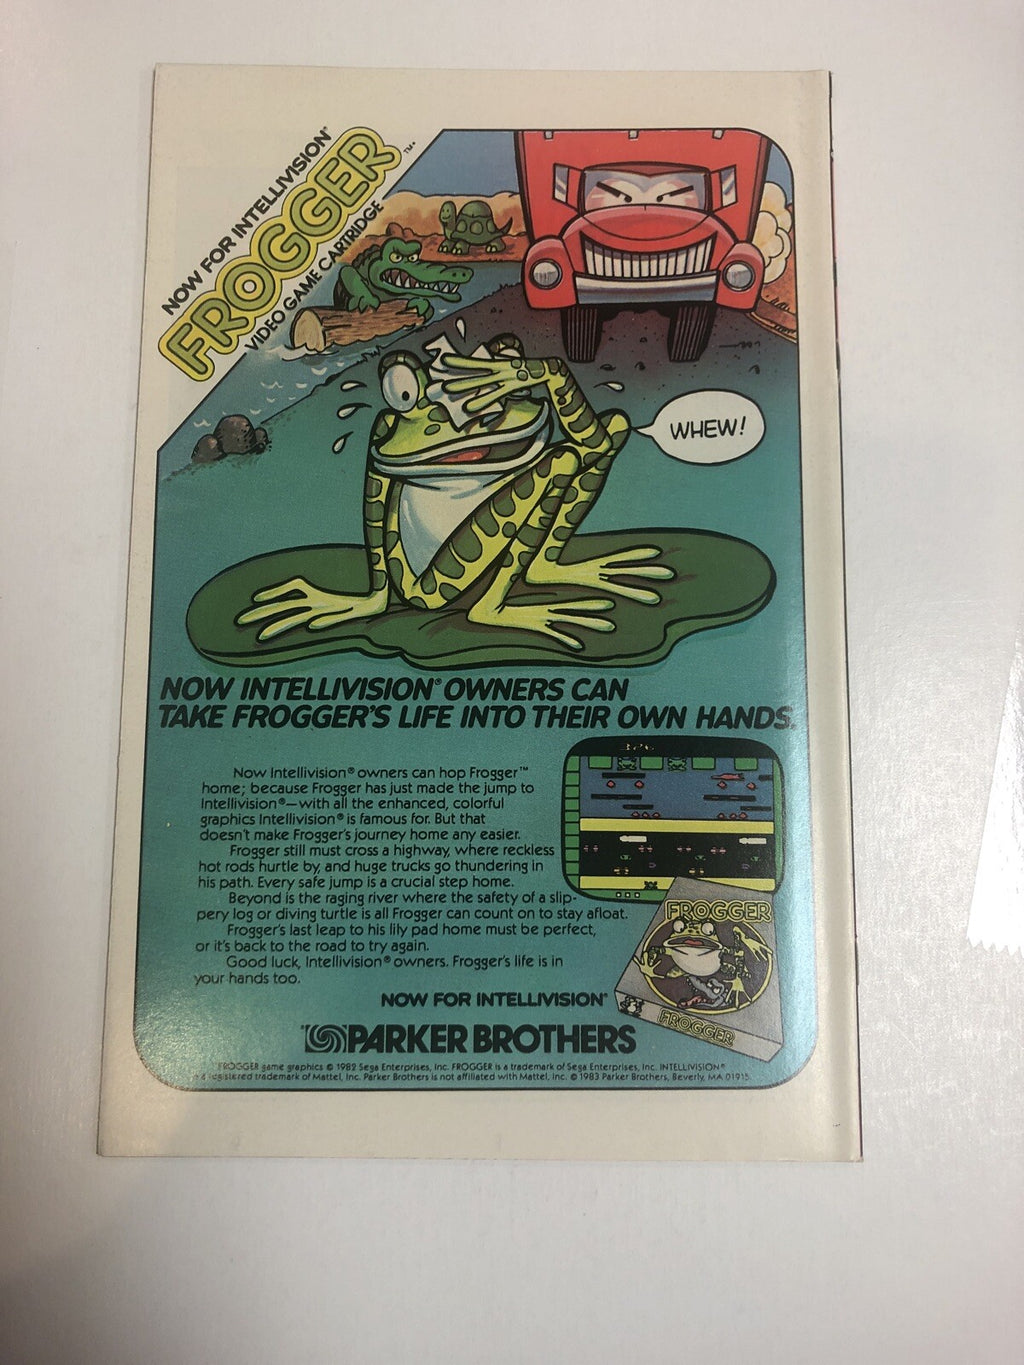 NOW FOR INTELLIVISION®
FROGGER™
VIDEO GAME CARTRIDGE
WHEW!
NOW INTELLIVISION® OWNERS CAN
TAKE FROGGER'S LIFE INTO THEIR OWN HANDS.
Now Intellivision® owners can hop Frogger™
home; because Frogger has just made the jump to
Intellivision®—with all the enhanced, colorful
graphics Intellivision® is famous for. But that
doesn't make Frogger's journey home any easier.
Frogger still must cross a highway, where reckless
hot rods hurtle by, and huge trucks go thundering in
his path. Every safe jump is a crucial step home.
Beyond is the raging river where the safety of a slip-
pery log or diving turtle is all Frogger can count on to stay afloat.
Frogger's last leap to his lily pad home must be perfect,
or it's back to the road to try again.
Good luck, Intellivision® owners. Frogger's life is in
your hands too.
FROGGER
FROGGER
NOW FOR INTELLIVISION®
PARKER BROTHERS
FROGGER game graphics © 1982 Sega Enterprises, Inc. FROGGER is a trademark of Sega Enterprises, Inc. INTELLIVISION®
registered trademark of Mattel, Inc. Parker Brothers is not affiliated with Mattel, Inc. © 1983 Parker Brothers, Beverly, MA 01915